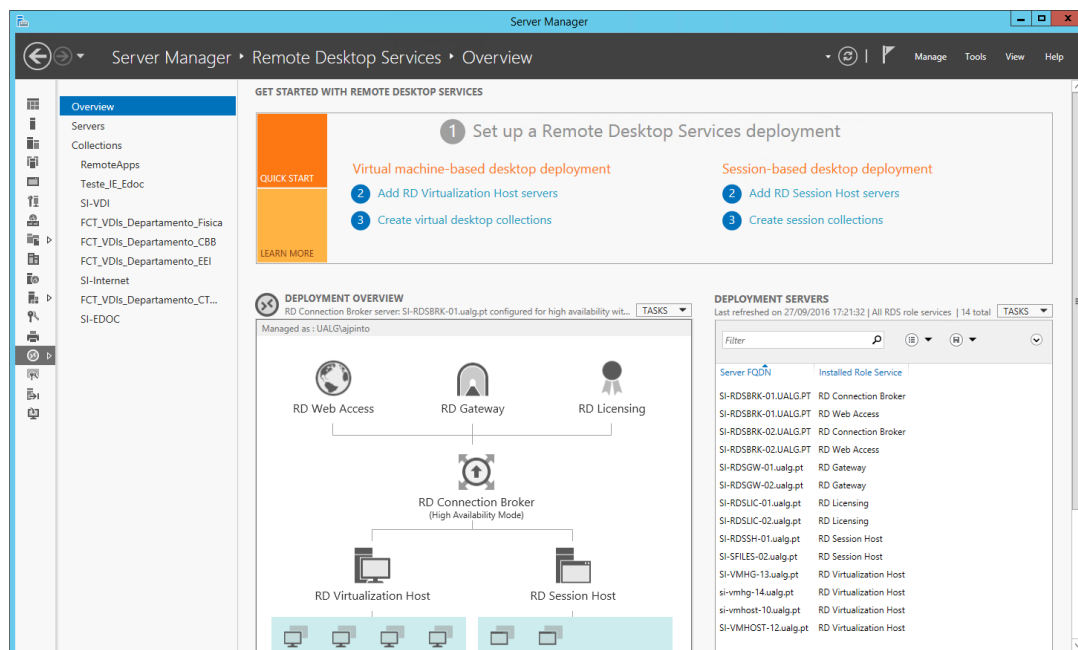 Server Manager
Server Manager ‣ Remote Desktop Services ‣ Overview
Manage Tools View Help
Overview
Servers
Collections
RemoteApps
Teste_IE_Edoc
SI-VDI
FCT_VDIs_Departamento_Fisica
FCT_VDIs_Departamento_CBB
FCT_VDIs_Departamento_EEI
SI-Internet
FCT_VDIs_Departamento_CT...
SI-EDOC
GET STARTED WITH REMOTE DESKTOP SERVICES
QUICK START
LEARN MORE
1 Set up a Remote Desktop Services deployment
Virtual machine-based desktop deployment
2 Add RD Virtualization Host servers
3 Create virtual desktop collections
Session-based desktop deployment
2 Add RD Session Host servers
3 Create session collections
DEPLOYMENT OVERVIEW
RD Connection Broker server: SI-RDSBRK-01.ualg.pt configured for high availability wit...
TASKS
Managed as : UALG\ajpinto
RD Web Access
RD Gateway
RD Licensing
RD Connection Broker
(High Availability Mode)
RD Virtualization Host
RD Session Host
DEPLOYMENT SERVERS
Last refreshed on 27/09/2016 17:21:32 | All RDS role services | 14 total
TASKS
Filter
Server FQDN Installed Role Service
SI-RDSBRK-01.UALG.PT RD Connection Broker
SI-RDSBRK-01.UALG.PT RD Web Access
SI-RDSBRK-02.UALG.PT RD Connection Broker
SI-RDSBRK-02.UALG.PT RD Web Access
SI-RDSGW-01.ualg.pt RD Gateway
SI-RDSGW-02.ualg.pt RD Gateway
SI-RDSLIC-01.ualg.pt RD Licensing
SI-RDSLIC-02.ualg.pt RD Licensing
SI-RDSSH-01.ualg.pt RD Session Host
SI-SFILES-02.ualg.pt RD Session Host
SI-VMHG-13.ualg.pt RD Virtualization Host
si-vmhg-14.ualg.pt RD Virtualization Host
si-vmhost-10.ualg.pt RD Virtualization Host
SI-VMHOST-12.ualg.pt RD Virtualization Host